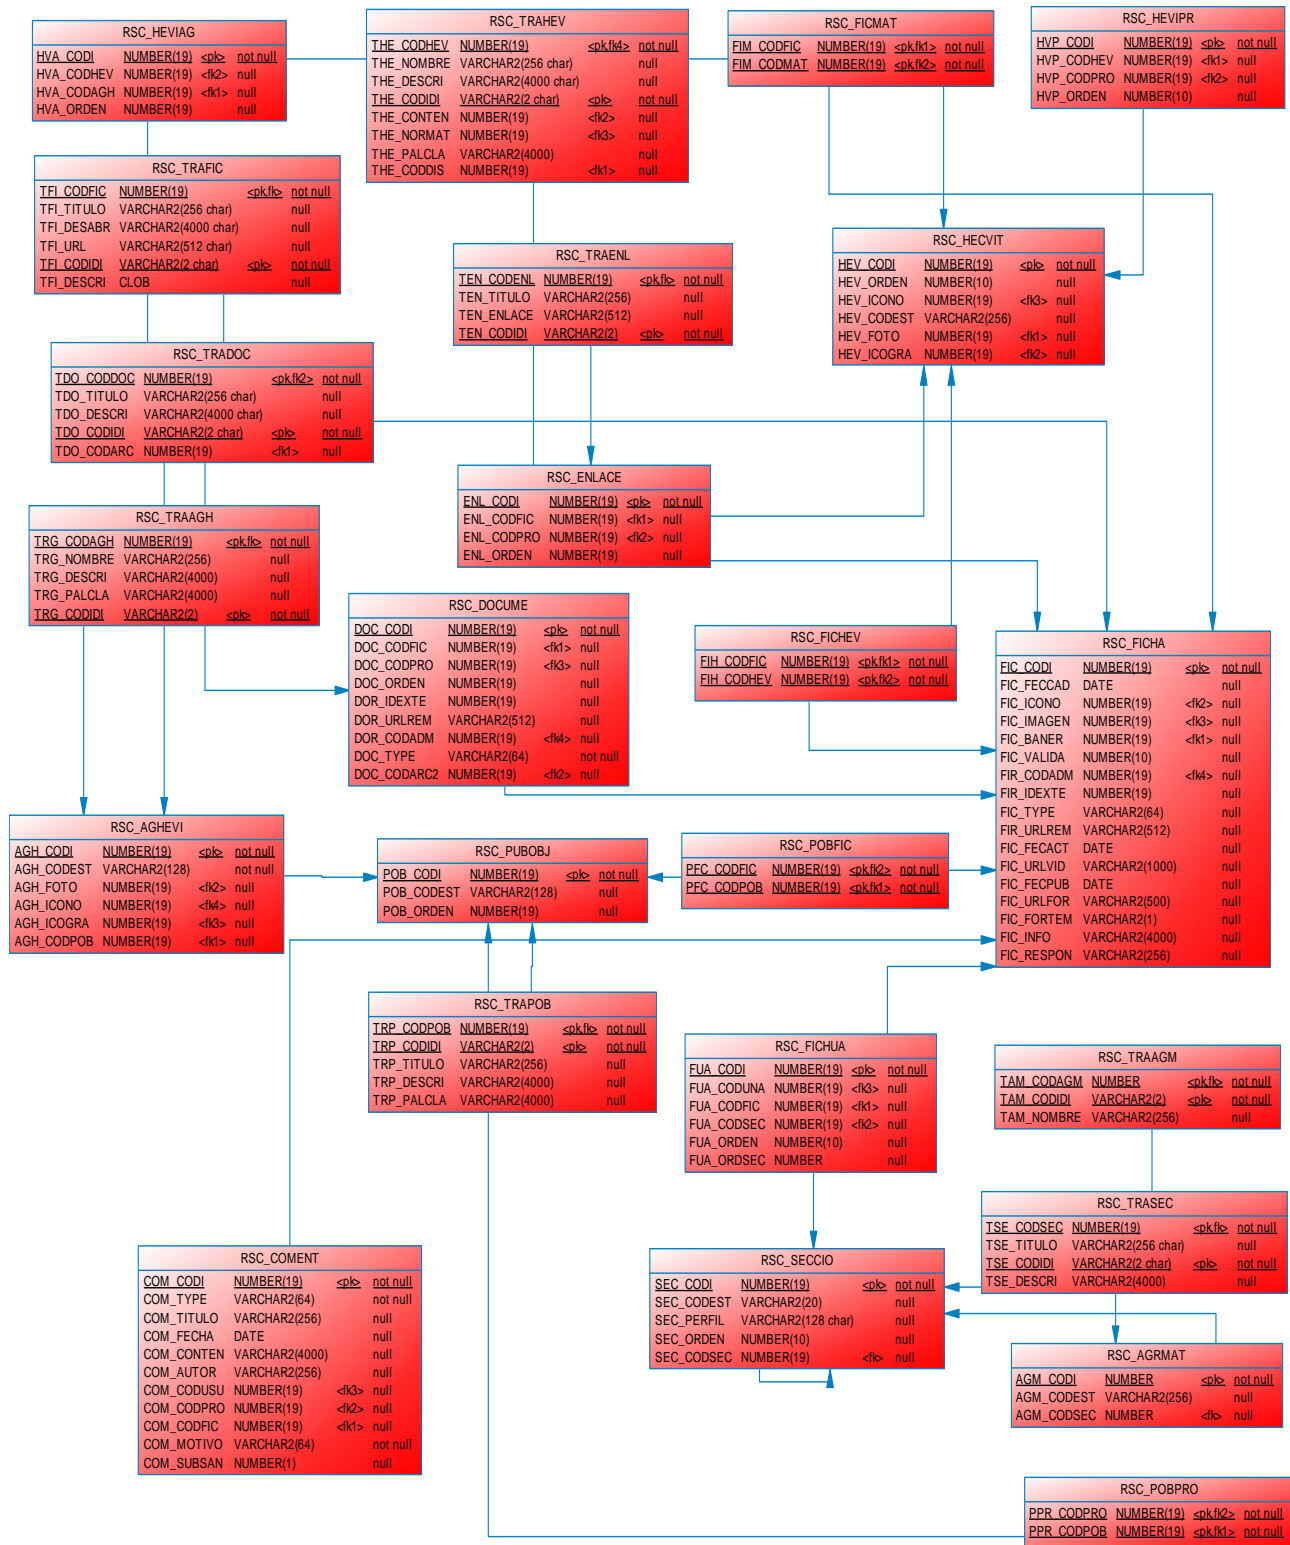 RSC_HEVIAG
HVA_CODI NUMBER(19) <pk> not null
HVA_CODHEV NUMBER(19) <fk2> null
HVA_CODAGH NUMBER(19) <fk1> null
HVA_ORDEN NUMBER(19) null
RSC_TRAHEV
THE_CODHEV NUMBER(19) <pk,fk4> not null
THE_NOMBRE VARCHAR2(256 char) null
THE_DESCRI VARCHAR2(4000 char) null
THE_CODIDI VARCHAR2(2 char) <pk> not null
THE_CONTEN NUMBER(19) <fk2> null
THE_NORMAT NUMBER(19) <fk3> null
THE_PALCLA VARCHAR2(4000) null
THE_CODDIS NUMBER(19) <fk1> null
RSC_FICMAT
FIM_CODFIC NUMBER(19) <pk,fk1> not null
FIM_CODMAT NUMBER(19) <pk,fk2> not null
RSC_HEVIPR
HVP_CODI NUMBER(19) <pk> not null
HVP_CODHEV NUMBER(19) <fk1> null
HVP_CODPRO NUMBER(19) <fk2> null
HVP_ORDEN NUMBER(10) null
RSC_TRAFIC
TFI_CODFIC NUMBER(19) <pk,fk> not null
TFI_TITULO VARCHAR2(256 char) null
TFI_DESABR VARCHAR2(4000 char) null
TFI_URL VARCHAR2(512 char) null
TFI_CODIDI VARCHAR2(2 char) <pk> not null
TFI_DESCRI CLOB null
RSC_TRAENL
TEN_CODENL NUMBER(19) <pk,fk> not null
TEN_TITULO VARCHAR2(256) null
TEN_ENLACE VARCHAR2(512) null
TEN_CODIDI VARCHAR2(2) <pk> not null
RSC_HECVIT
HEV_CODI NUMBER(19) <pk> not null
HEV_ORDEN NUMBER(10) null
HEV_ICONO NUMBER(19) <fk3> null
HEV_CODEST VARCHAR2(256) null
HEV_FOTO NUMBER(19) <fk1> null
HEV_ICOGRA NUMBER(19) <fk2> null
RSC_TRADOC
TDO_CODDOC NUMBER(19) <pk,fk2> not null
TDO_TITULO VARCHAR2(256 char) null
TDO_DESCRI VARCHAR2(4000 char) null
TDO_CODIDI VARCHAR2(2 char) <pk> not null
TDO_CODARC NUMBER(19) <fk1> null
RSC_ENLACE
ENL_CODI NUMBER(19) <pk> not null
ENL_CODFIC NUMBER(19) <fk1> null
ENL_CODPRO NUMBER(19) <fk2> null
ENL_ORDEN NUMBER(19) null
RSC_TRAAGH
TRG_CODAGH NUMBER(19) <pk,fk> not null
TRG_NOMBRE VARCHAR2(256) null
TRG_DESCRI VARCHAR2(4000) null
TRG_PALCLA VARCHAR2(4000) null
TRG_CODIDI VARCHAR2(2) <pk> not null
RSC_DOCUME
DOC_CODI NUMBER(19) <pk> not null
DOC_CODFIC NUMBER(19) <fk1> null
DOC_CODPRO NUMBER(19) <fk3> null
DOC_ORDEN NUMBER(19) null
DOR_IDEXTE NUMBER(19) null
DOR_URLREM VARCHAR2(512) null
DOR_CODADM NUMBER(19) <fk4> null
DOC_TYPE VARCHAR2(64) not null
DOC_CODARC2 NUMBER(19) <fk2> null
RSC_FICHEV
FIH_CODFIC NUMBER(19) <pk,fk1> not null
FIH_CODHEV NUMBER(19) <pk,fk2> not null
RSC_FICHA
FIC_CODI NUMBER(19) <pk> not null
FIC_FECCAD DATE null
FIC_ICONO NUMBER(19) <fk2> null
FIC_IMAGEN NUMBER(19) <fk3> null
FIC_BANER NUMBER(19) <fk1> null
FIC_VALIDA NUMBER(10) null
FIR_CODADM NUMBER(19) <fk4> null
FIR_IDEXTE NUMBER(19) null
FIC_TYPE VARCHAR2(64) null
FIR_URLREM VARCHAR2(512) null
FIC_FECACT DATE null
FIC_URLVID VARCHAR2(1000) null
FIC_FECPUB DATE null
FIC_URLFOR VARCHAR2(500) null
FIC_FORTEM VARCHAR2(1) null
FIC_INFO VARCHAR2(4000) null
FIC_RESPON VARCHAR2(256) null
RSC_AGHEVI
AGH_CODI NUMBER(19) <pk> not null
AGH_CODEST VARCHAR2(128) not null
AGH_FOTO NUMBER(19) <fk2> null
AGH_ICONO NUMBER(19) <fk4> null
AGH_ICOGRA NUMBER(19) <fk3> null
AGH_CODPOB NUMBER(19) <fk1> null
RSC_PUBOBJ
POB_CODI NUMBER(19) <pk> not null
POB_CODEST VARCHAR2(128) null
POB_ORDEN NUMBER(19) null
RSC_POBFIC
PFC_CODFIC NUMBER(19) <pk,fk2> not null
PFC_CODPOB NUMBER(19) <pk,fk1> not null
RSC_TRAPOB
TRP_CODPOB NUMBER(19) <pk,fk> not null
TRP_CODIDI VARCHAR2(2) <pk> not null
TRP_TITULO VARCHAR2(256) null
TRP_DESCRI VARCHAR2(4000) null
TRP_PALCLA VARCHAR2(4000) null
RSC_FICHUA
FUA_CODI NUMBER(19) <pk> not null
FUA_CODUNA NUMBER(19) <fk3> null
FUA_CODFIC NUMBER(19) <fk1> null
FUA_CODSEC NUMBER(19) <fk2> null
FUA_ORDEN NUMBER(10) null
FUA_ORDSEC NUMBER null
RSC_TRAAGM
TAM_CODAGM NUMBER <pk,fk> not null
TAM_CODIDI VARCHAR2(2) <pk> not null
TAM_NOMBRE VARCHAR2(256) null
RSC_TRASEC
TSE_CODSEC NUMBER(19) <pk,fk> not null
TSE_TITULO VARCHAR2(256 char) null
TSE_CODIDI VARCHAR2(2 char) <pk> not null
TSE_DESCRI VARCHAR2(4000) null
RSC_COMENT
COM_CODI NUMBER(19) <pk> not null
COM_TYPE VARCHAR2(64) not null
COM_TITULO VARCHAR2(256) null
COM_FECHA DATE null
COM_CONTEN VARCHAR2(4000) null
COM_AUTOR VARCHAR2(256) null
COM_CODUSU NUMBER(19) <fk3> null
COM_CODPRO NUMBER(19) <fk2> null
COM_CODFIC NUMBER(19) <fk1> null
COM_MOTIVO VARCHAR2(64) not null
COM_SUBSAN NUMBER(1) null
RSC_SECCIO
SEC_CODI NUMBER(19) <pk> not null
SEC_CODEST VARCHAR2(20) null
SEC_PERFIL VARCHAR2(128 char) null
SEC_ORDEN NUMBER(10) null
SEC_CODSEC NUMBER(19) <fk> null
RSC_AGRMAT
AGM_CODI NUMBER <pk> not null
AGM_CODEST VARCHAR2(256) null
AGM_CODSEC NUMBER <fk> null
RSC_POBPRO
PPR_CODPRO NUMBER(19) <pk,fk2> not null
PPR_CODPOB NUMBER(19) <pk,fk1> not null